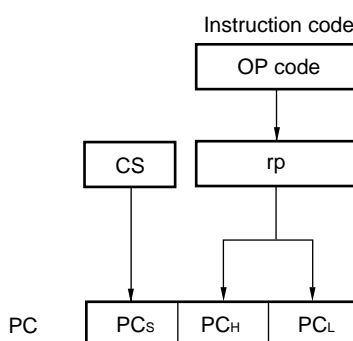 Instruction code
OP code
CS
rp
PC
PCS
PCH
PCL